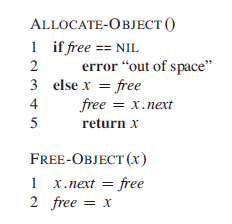 ALLOCATE-OBJECT()
1 if free == NIL
2 error “out of space”
3 else x = free
4 free = x.next
5 return x
FREE-OBJECT(x)
1 x.next = free
2 free = x